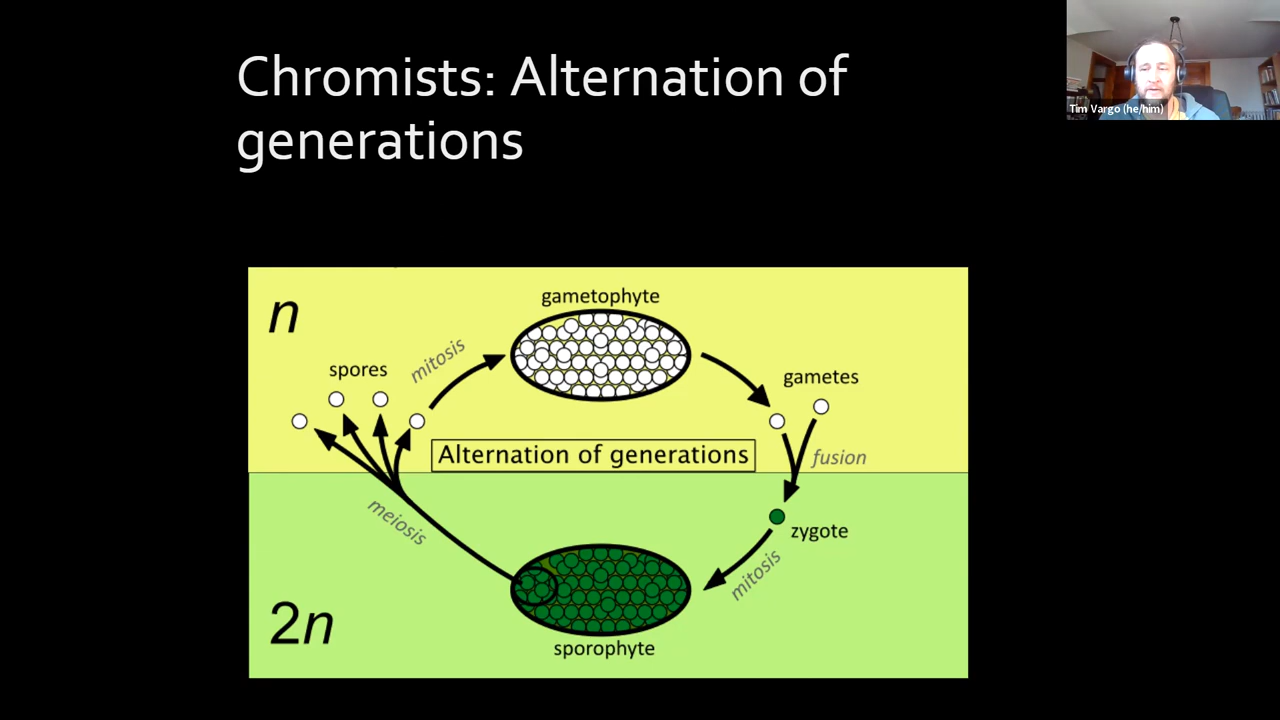 Chromists: Alternation of
generations
Tim Vargo (he/him)
n
gametophyte
mitosis
spores
gametes
Alternation of generations
fusion
meiosis
zygote
mitosis
2n
sporophyte